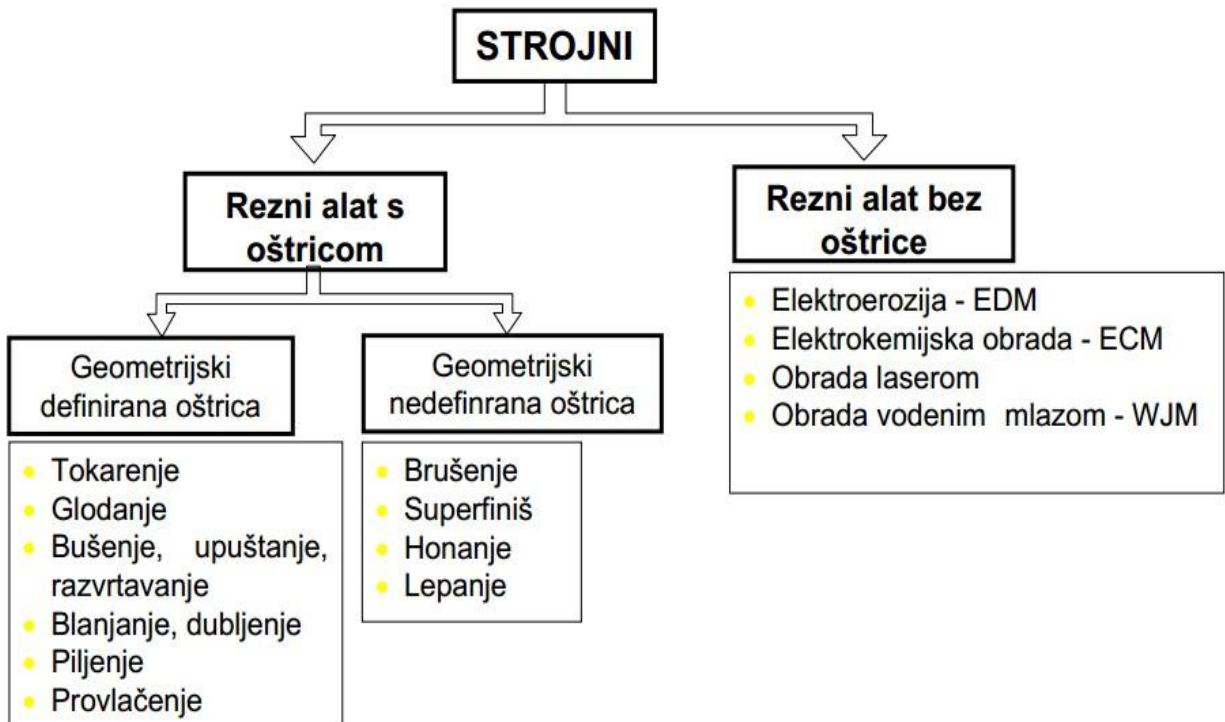 STROJNI
Rezni alat s
oštricom
Rezni alat bez
oštrice
Geometrijski
definirana oštrica
Geometrijski
nedefinrana oštrica
Tokarenje
Glodanje
Bušenje, upuštanje,
razvrtavanje
Blanjanje, dubljenje
Piljenje
Provlačenje
Brušenje
Superfiniš
Honanje
Lepanje
Elektroerozija - EDM
Elektrokemijska obrada - ECM
Obrada laserom
Obrada vodenim mlazom - WJM